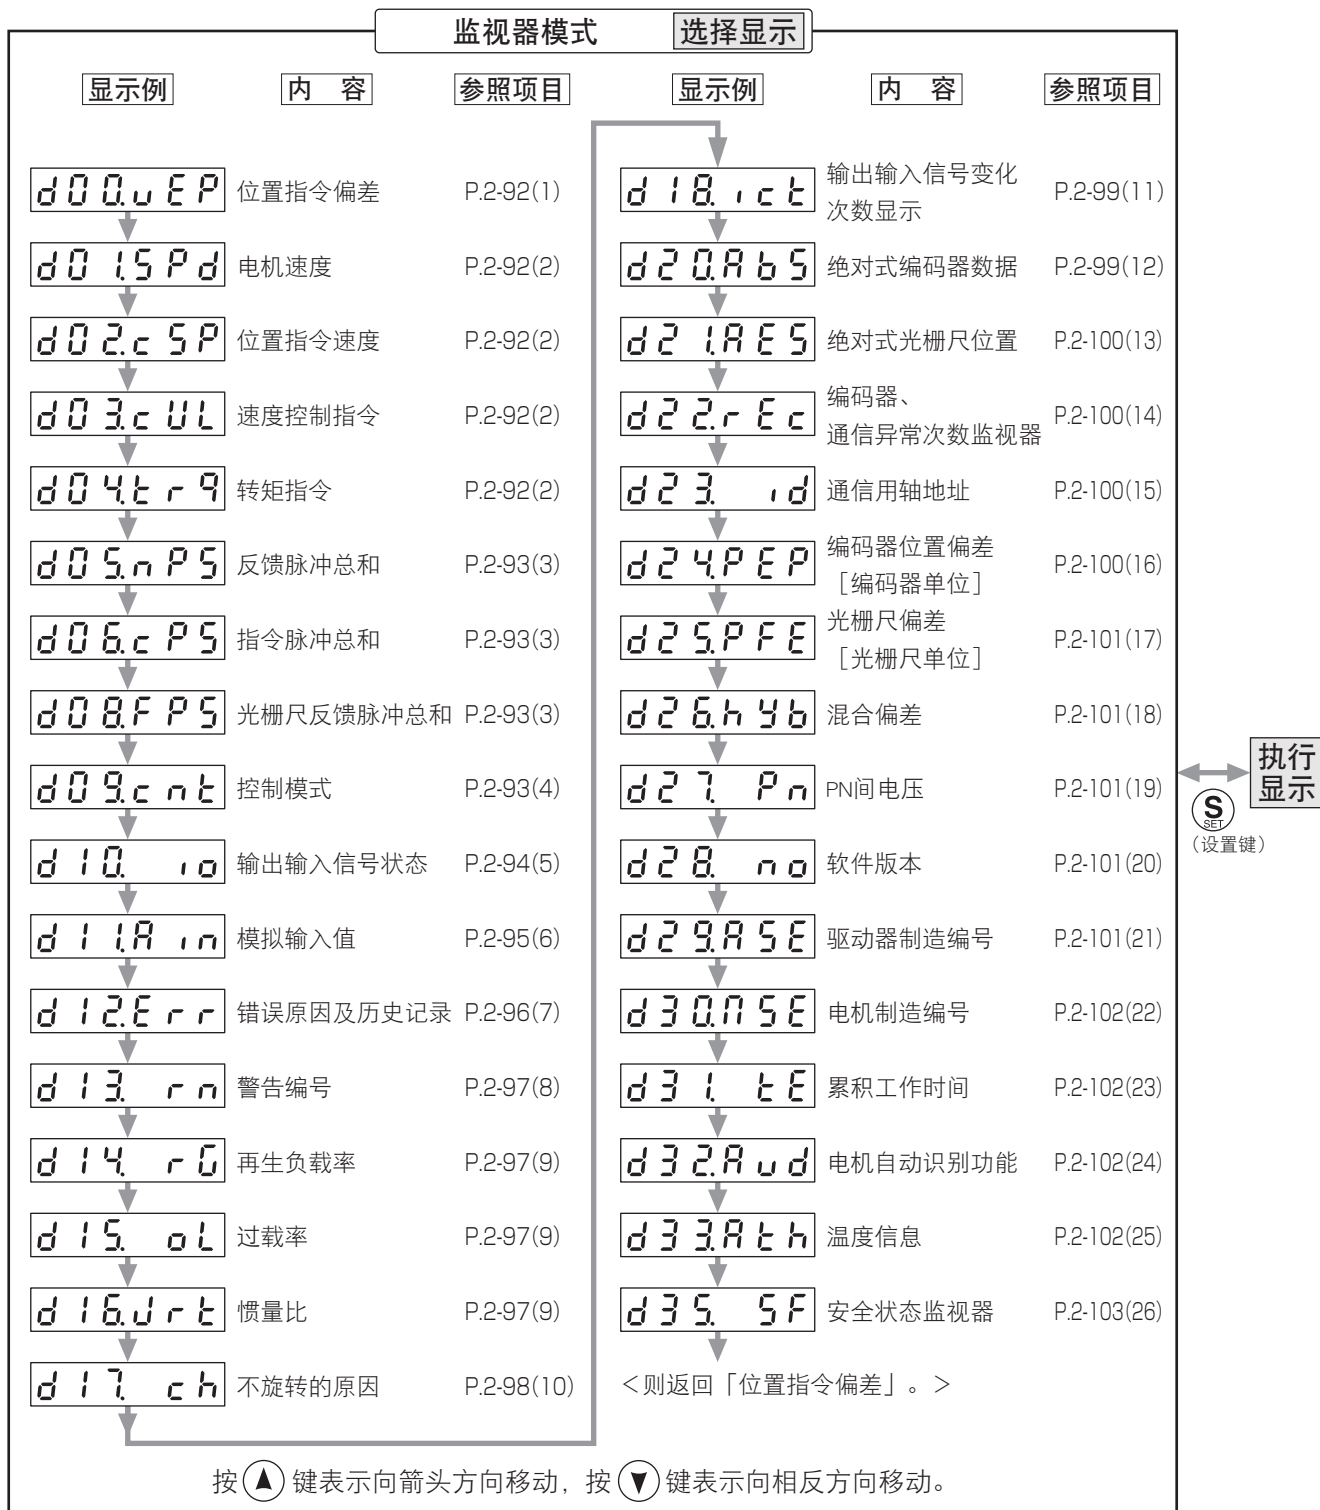 监视器模式 选择显示
显示例 内 容 参照项目
d00.uEP 位置指令偏差 P.2-92(1)
d01.SPd 电机速度 P.2-92(2)
d02.cSP 位置指令速度 P.2-92(2)
d03.cUL 速度控制指令 P.2-92(2)
d04.trq 转矩指令 P.2-92(2)
d05.nPS 反馈脉冲总和 P.2-93(3)
d06.cPS 指令脉冲总和 P.2-93(3)
d08.FPS 光栅尺反馈脉冲总和 P.2-93(3)
d09.cnt 控制模式 P.2-93(4)
d10. io 输出输入信号状态 P.2-94(5)
d11.Ain 模拟输入值 P.2-95(6)
d12.Err 错误原因及历史记录 P.2-96(7)
d13. rn 警告编号 P.2-97(8)
d14. rG 再生负载率 P.2-97(9)
d15. oL 过载率 P.2-97(9)
d16.Jrt 惯量比 P.2-97(9)
d17. ch 不旋转的原因 P.2-98(10)
显示例 内 容 参照项目
d18.ict 输出输入信号变化
次数显示 P.2-99(11)
d20.AbS 绝对式编码器数据 P.2-99(12)
d21.AES 绝对式光栅尺位置 P.2-100(13)
d22.rEc 编码器、
通信异常次数监视器 P.2-100(14)
d23. id 通信用轴地址 P.2-100(15)
d24.PEP 编码器位置偏差
［编码器单位］ P.2-100(16)
d25.PFE 光栅尺偏差
［光栅尺单位］ P.2-101(17)
d26.hyb 混合偏差 P.2-101(18)
d27. Pn PN间电压 P.2-101(19)
d28. no 软件版本 P.2-101(20)
d29.ASE 驱动器制造编号 P.2-101(21)
d30.MSE 电机制造编号 P.2-102(22)
d31. tE 累积工作时间 P.2-102(23)
d32.Aud 电机自动识别功能 P.2-102(24)
d33.Ath 温度信息 P.2-102(25)
d35. SF 安全状态监视器 P.2-103(26)
＜则返回「位置指令偏差」。＞
执行
显示
S
SET
（设置键）
按▲键表示向箭头方向移动，按▼键表示向相反方向移动。